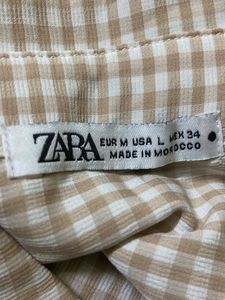 ZARA
EUR M USA L MEX 34
MADE IN MOROCCO